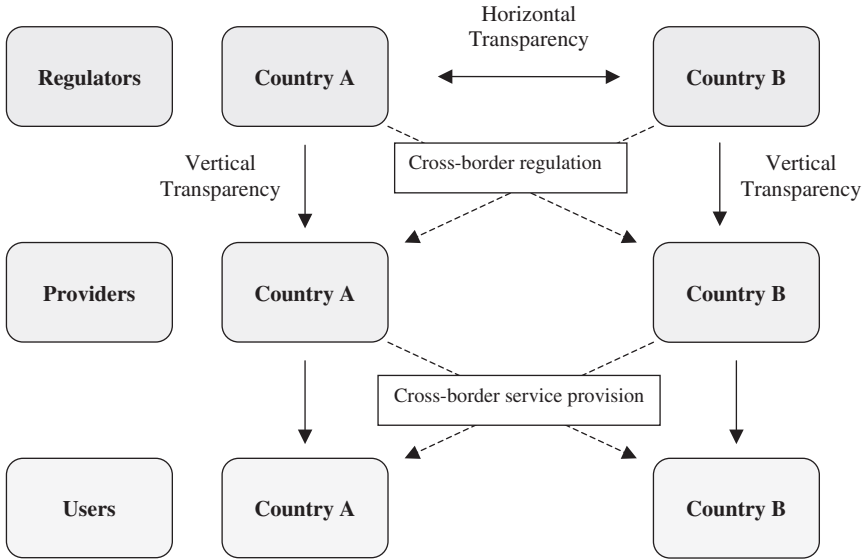 Horizontal
Transparency
Regulators
Country A
Country B
Cross-border regulation
Vertical
Transparency
Vertical
Transparency
Providers
Country A
Country B
Cross-border service provision
Users
Country A
Country B